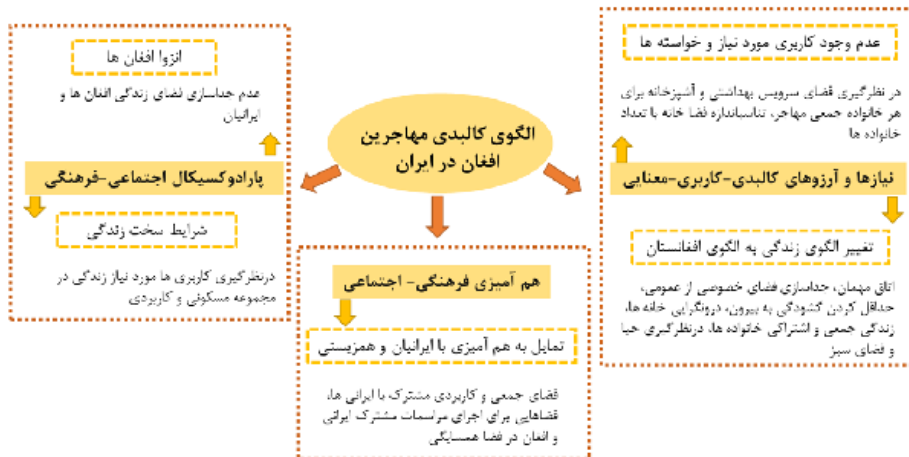 الگوی کالبدی مهاجرین
افغان در ایران
عدم وجود کاربری مورد نیاز و خواسته ها
در نظرگیری فضای سرویس بهداشتی و آشپزخانه برای
هر خانواده جمعی مهاجر، تناسباندازه فضا خانه با تعداد
خانواده ها
نیازها و آرزوهای کالبدی-کاربری-معنایی
تغییر الگوی زندگی به الگوی افغانستان
اتاق مهمان، جداسازی فضای خصوصی از عمومی،
حداقل کردن گشودگی به بیرون، درونگرایی خانه ها،
زندگی جمعی و اشتراکی خانواده ها، درنظرگیری حیا
و فضای سبز
هم آمیزی فرهنگی- اجتماعی
تمایل به هم آمیزی با ایرانیان و همزیستی
فضای جمعی و کاربردی مشترک با ایرانی ها،
فضاهایی برای اجرای مراسمات مشترک ایرانی
و افغان در فضا همسایگی
انزوا افغان ها
عدم جداسازی فضای زندگی افغان ها و
ایرانیان
پارادوکسیکال اجتماعی-فرهنگی
شرایط سخت زندگی
درنظرگیری کاربری ها مورد نیاز زندگی در
مجموعه مسکونی و کاربردی